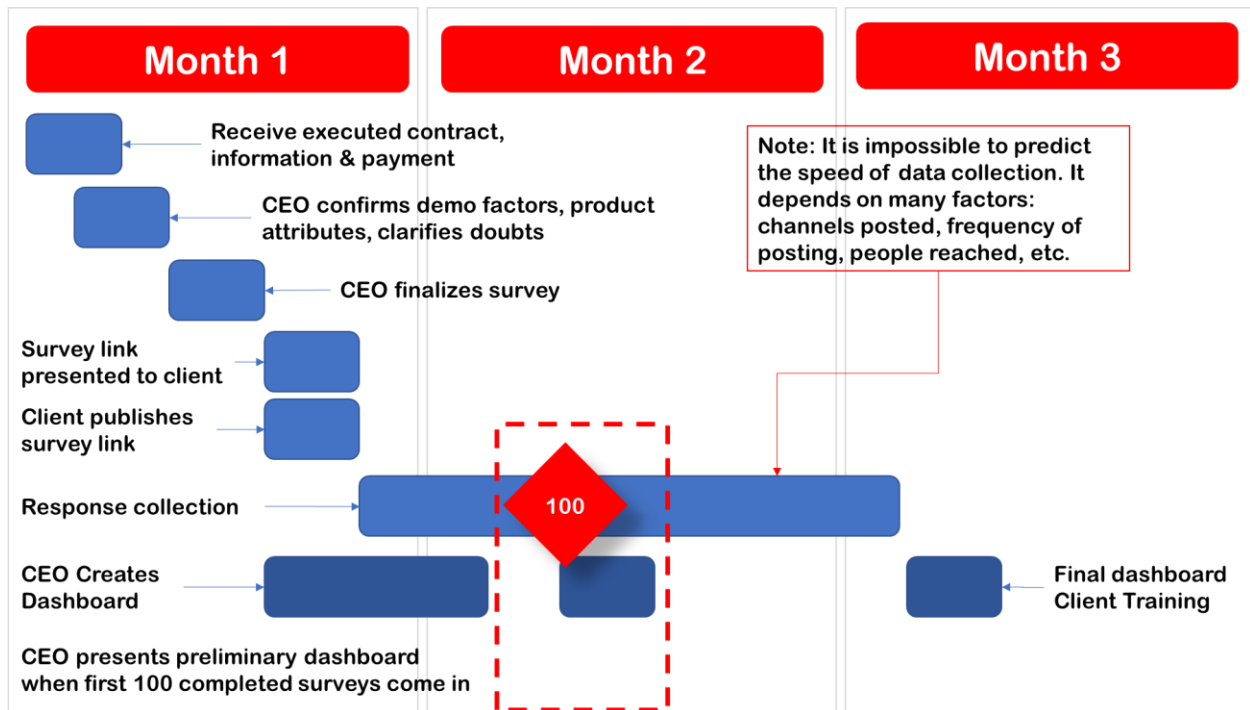 Month 1
Month 2
Month 3
Receive executed contract,
information & payment
Note: It is impossible to predict
the speed of data collection. It
depends on many factors:
channels posted, frequency of
posting, people reached, etc.
CEO confirms demo factors, product
attributes, clarifies doubts
CEO finalizes survey
Survey link
presented to client
Client publishes
survey link
Response collection
100
CEO Creates
Dashboard
Final dashboard
Client Training
CEO presents preliminary dashboard
when first 100 completed surveys come in